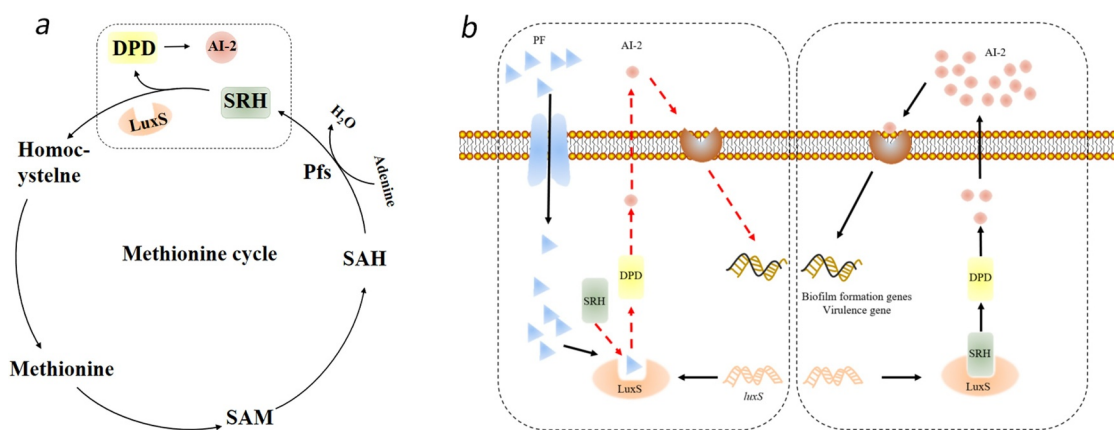 a
DPD
AI-2
SRH
LuxS
Homoc-
ystelne
H₂O
Pfs
Adenine
Methionine cycle
SAH
Methionine
SAM
b
PF
AI-2
DPD
SRH
LuxS
luxS
AI-2
Biofilm formation genes
Virulence gene
DPD
SRH
LuxS